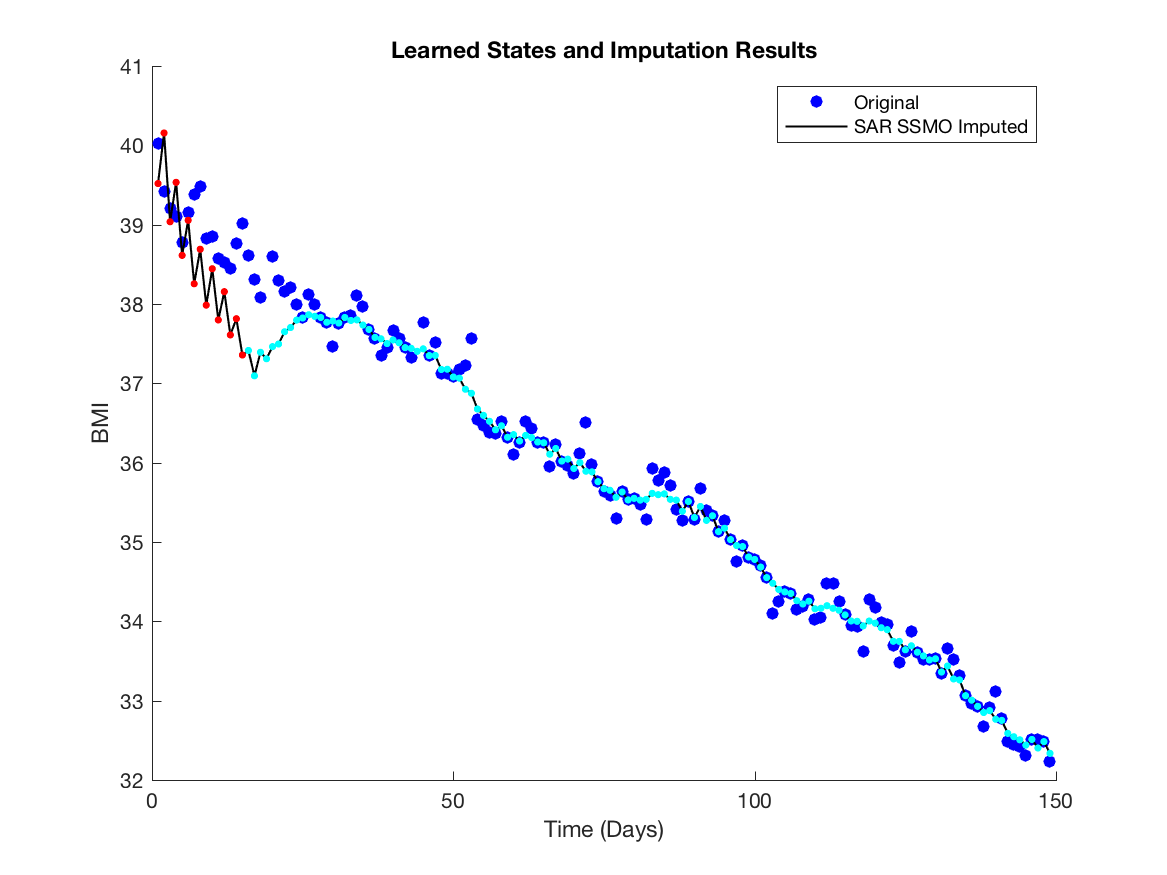 Learned States and Imputation Results
Original
SAR SSMO Imputed
41
40
39
38
37
36
35
34
33
32
BMI
0 50 100 150
Time (Days)